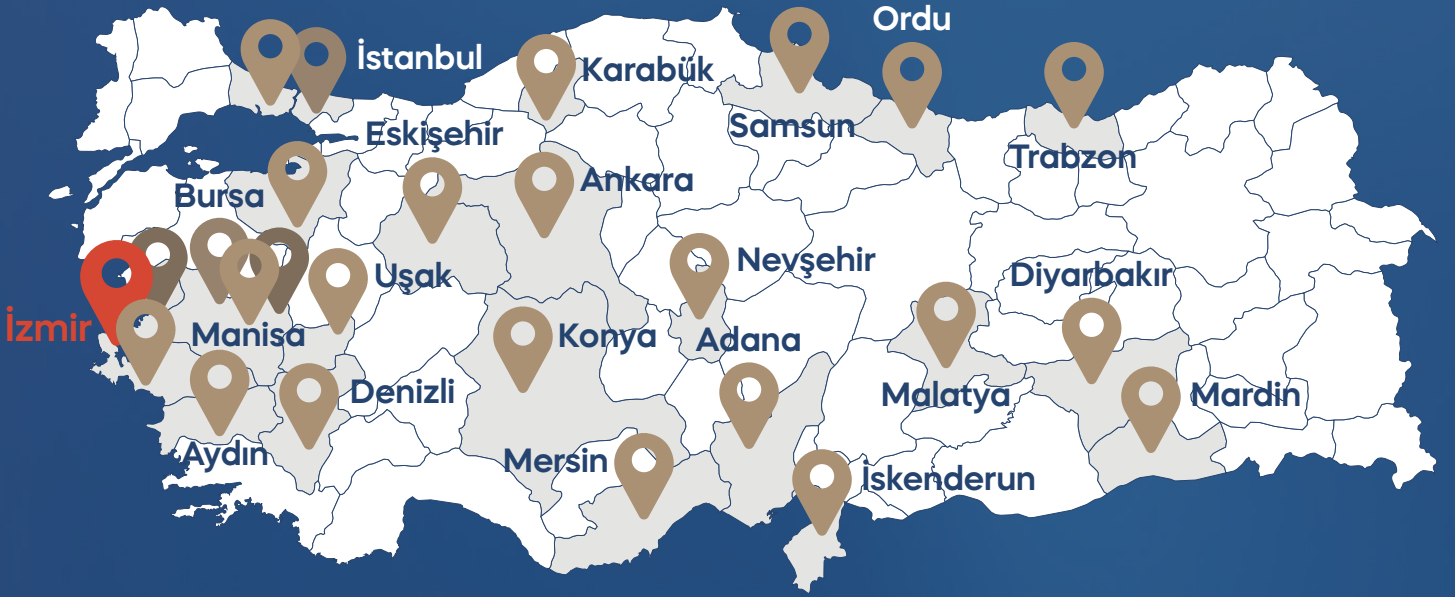 Ordu
İstanbul
Karabük
Samsun
Eskişehir
Trabzon
Ankara
Bursa
Nevşehir
Uşak
Diyarbakır
İzmir
Manisa
Konya
Adana
Denizli
Malatya
Mardin
Aydın
Mersin
İskenderun